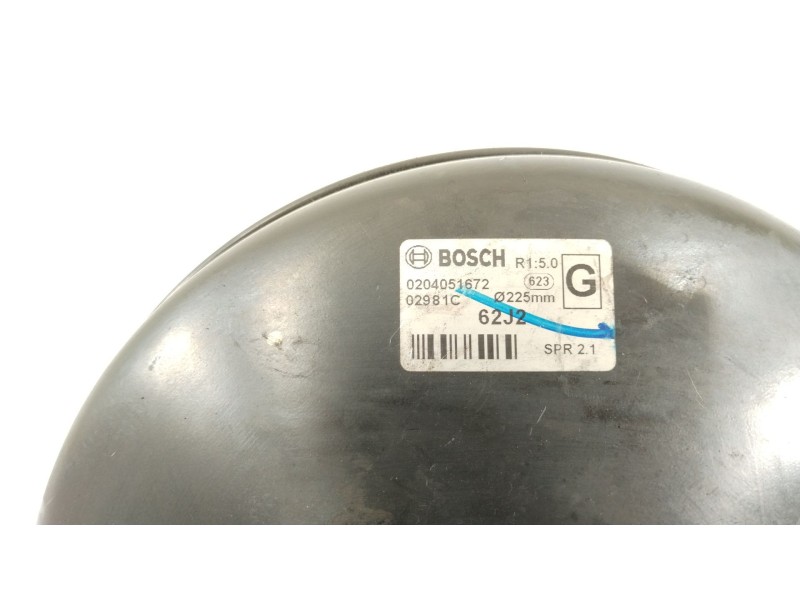 BOSCH R1:5.0 G
0204051672 623
02981C Ø225mm
62J2
SPR 2.1